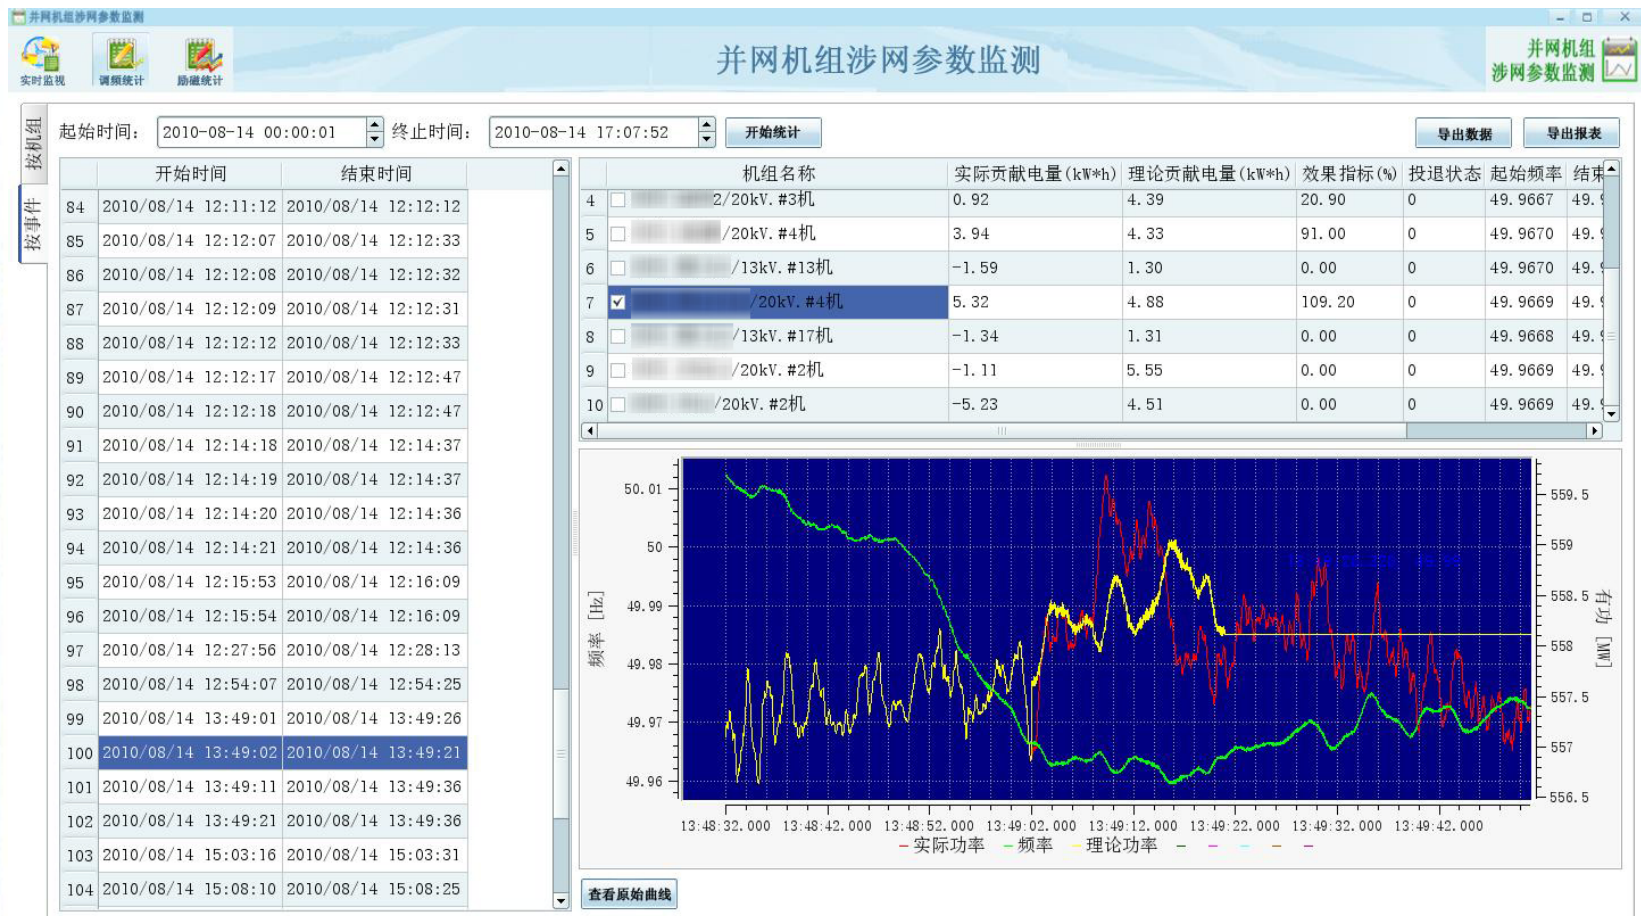 并网机组涉网参数监测
实时监视 调频统计 励磁统计
并网机组涉网参数监测
并网机组
涉网参数监测
按机组
按事件
起始时间： 2010-08-14 00:00:01 终止时间： 2010-08-14 17:07:52 开始统计 导出数据 导出报表
开始时间 结束时间
84 2010/08/14 12:11:12 2010/08/14 12:12:12
85 2010/08/14 12:12:07 2010/08/14 12:12:33
86 2010/08/14 12:12:08 2010/08/14 12:12:32
87 2010/08/14 12:12:09 2010/08/14 12:12:31
88 2010/08/14 12:12:12 2010/08/14 12:12:33
89 2010/08/14 12:12:17 2010/08/14 12:12:47
90 2010/08/14 12:12:18 2010/08/14 12:12:47
91 2010/08/14 12:14:18 2010/08/14 12:14:37
92 2010/08/14 12:14:19 2010/08/14 12:14:37
93 2010/08/14 12:14:20 2010/08/14 12:14:36
94 2010/08/14 12:14:21 2010/08/14 12:14:36
95 2010/08/14 12:15:53 2010/08/14 12:16:09
96 2010/08/14 12:15:54 2010/08/14 12:16:09
97 2010/08/14 12:27:56 2010/08/14 12:28:13
98 2010/08/14 12:54:07 2010/08/14 12:54:25
99 2010/08/14 13:49:01 2010/08/14 13:49:26
100 2010/08/14 13:49:02 2010/08/14 13:49:21
101 2010/08/14 13:49:11 2010/08/14 13:49:36
102 2010/08/14 13:49:21 2010/08/14 13:49:36
103 2010/08/14 15:03:16 2010/08/14 15:03:31
104 2010/08/14 15:08:10 2010/08/14 15:08:25
机组名称 实际贡献电量(kW*h) 理论贡献电量(kW*h) 效果指标(%) 投退状态 起始频率 结束
4 2/20kV.#3机 0.92 4.39 20.90 0 49.9667 49.9
5 /20kV.#4机 3.94 4.33 91.00 0 49.9670 49.9
6 /13kV.#13机 -1.59 1.30 0.00 0 49.9670 49.9
7 /20kV.#4机 5.32 4.88 109.20 0 49.9669 49.9
8 /13kV.#17机 -1.34 1.31 0.00 0 49.9668 49.9
9 /20kV.#2机 -1.11 5.55 0.00 0 49.9669 49.9
10 /20kV.#2机 -5.23 4.51 0.00 0 49.9669 49.9
频率 [Hz]
50.01
50
49.99
49.98
49.97
49.96
559.5
559
558.5
558
557.5
557
556.5
有功 [MW]
13:48:32.000 13:48:42.000 13:48:52.000 13:49:02.000 13:49:12.000 13:49:22.000 13:49:32.000 13:49:42.000
实际功率 频率 理论功率
查看原始曲线